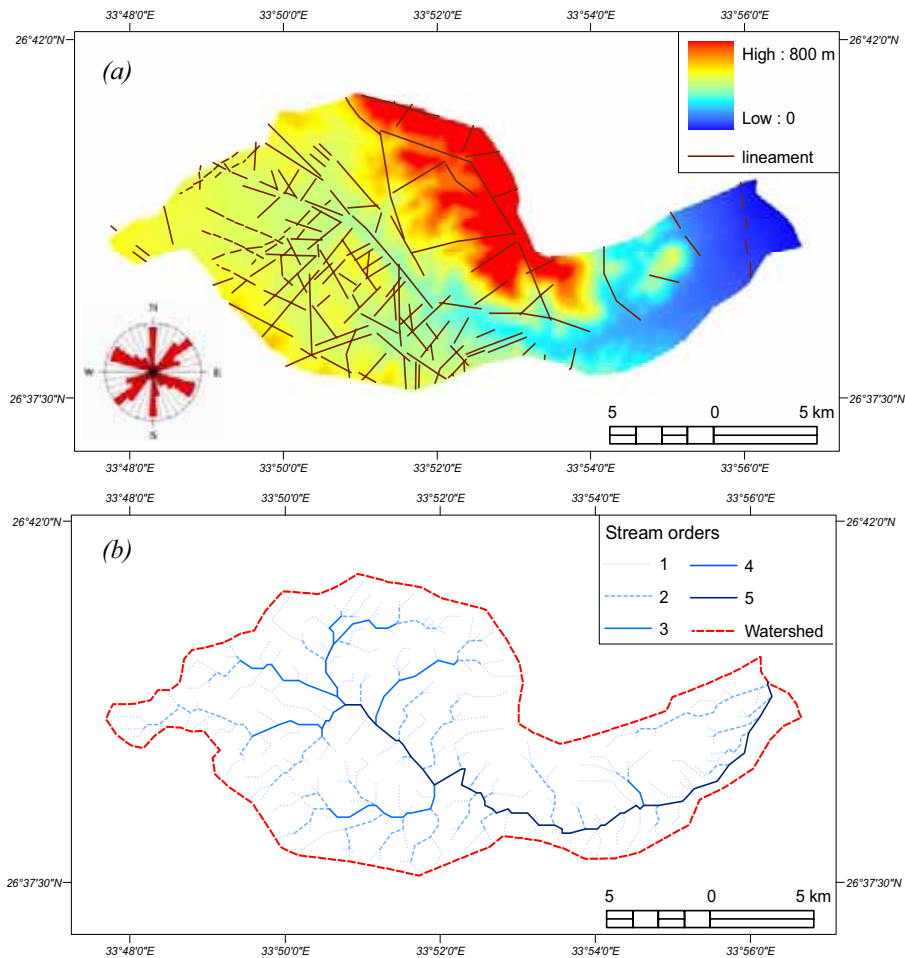 33°48'0"E 33°50'0"E 33°52'0"E 33°54'0"E 33°56'0"E
26°42'0"N 26°42'0"N
(a)
High : 800 m
Low : 0
lineament
N
W E
S
26°37'30"N 26°37'30"N
5 0 5 km
33°48'0"E 33°50'0"E 33°52'0"E 33°54'0"E 33°56'0"E
33°48'0"E 33°50'0"E 33°52'0"E 33°54'0"E 33°56'0"E
26°42'0"N 26°42'0"N
(b)
Stream orders
1 4
2 5
3 Watershed
26°37'30"N 26°37'30"N
5 0 5 km
33°48'0"E 33°50'0"E 33°52'0"E 33°54'0"E 33°56'0"E